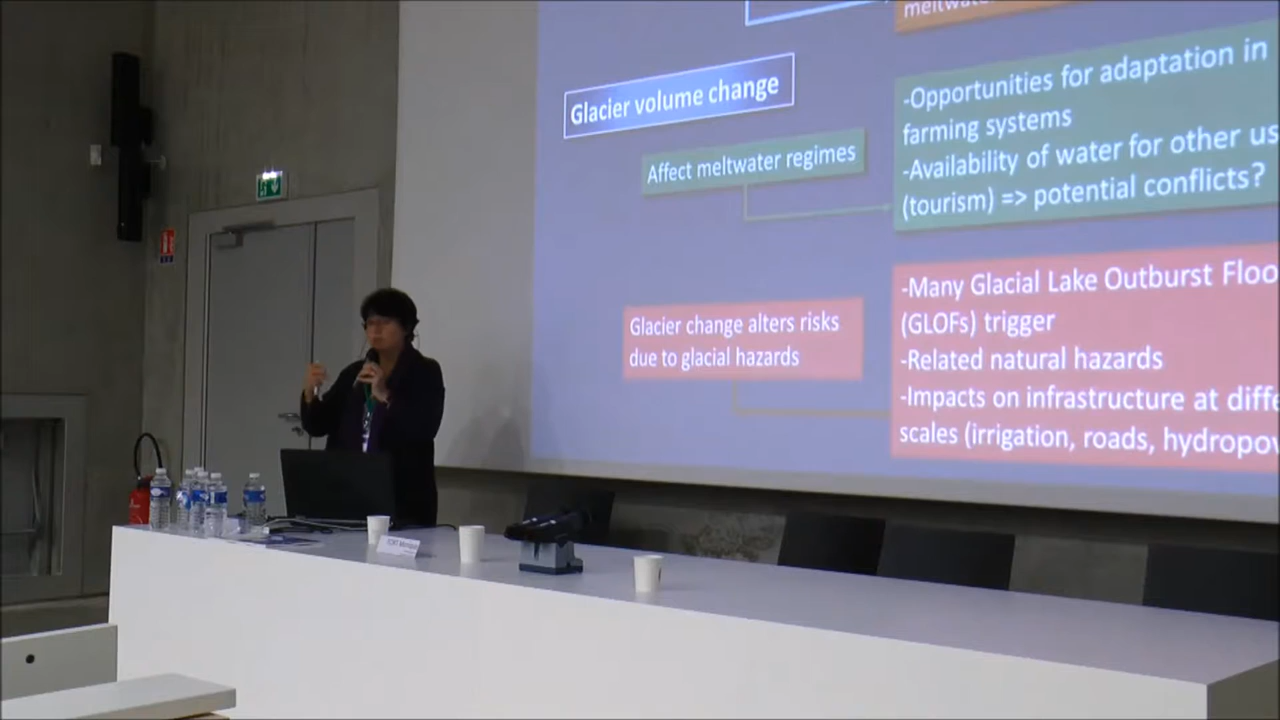 meltwate
Glacier volume change
Affect meltwater regimes
-Opportunities for adaptation in
farming systems
-Availability of water for other us
(tourism) => potential conflicts?
Glacier change alters risks
due to glacial hazards
-Many Glacial Lake Outburst Floo
(GLOFs) trigger
-Related natural hazards
-Impacts on infrastructure at diffe
scales (irrigation, roads, hydropov